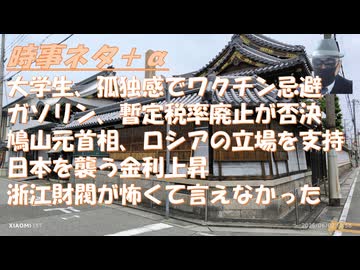 時事ネタ＋α
大学生、孤独感でワクチン忌避
ガソリン、暫定税率廃止が否決
鳩山元首相、ロシアの立場を支持
日本を襲う金利上昇
浙江財閥が怖くて言えなかった
XIAOMI 15T